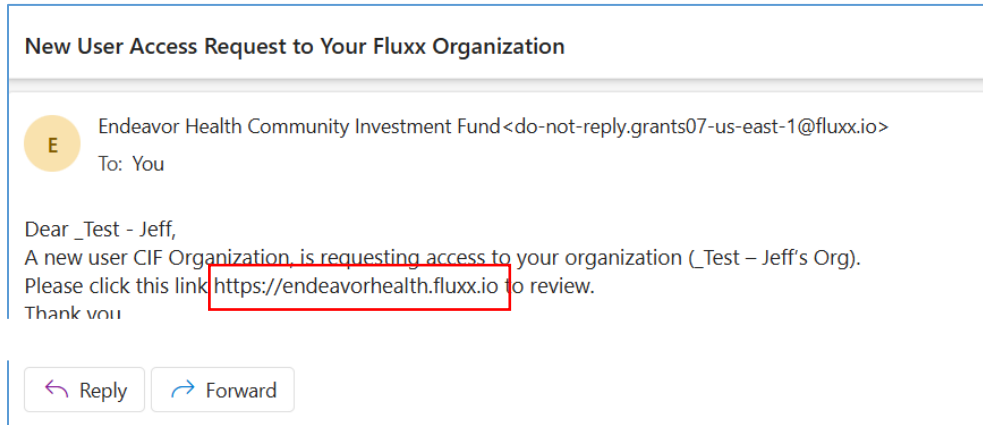 New User Access Request to Your Fluxx Organization
E
Endeavor Health Community Investment Fund<do-not-reply.grants07-us-east-1@fluxx.io>
To: You
Dear _Test - Jeff,
A new user CIF Organization, is requesting access to your organization (_Test – Jeff's Org).
Please click this link https://endeavorhealth.fluxx.io to review.
Thank you
Reply
Forward